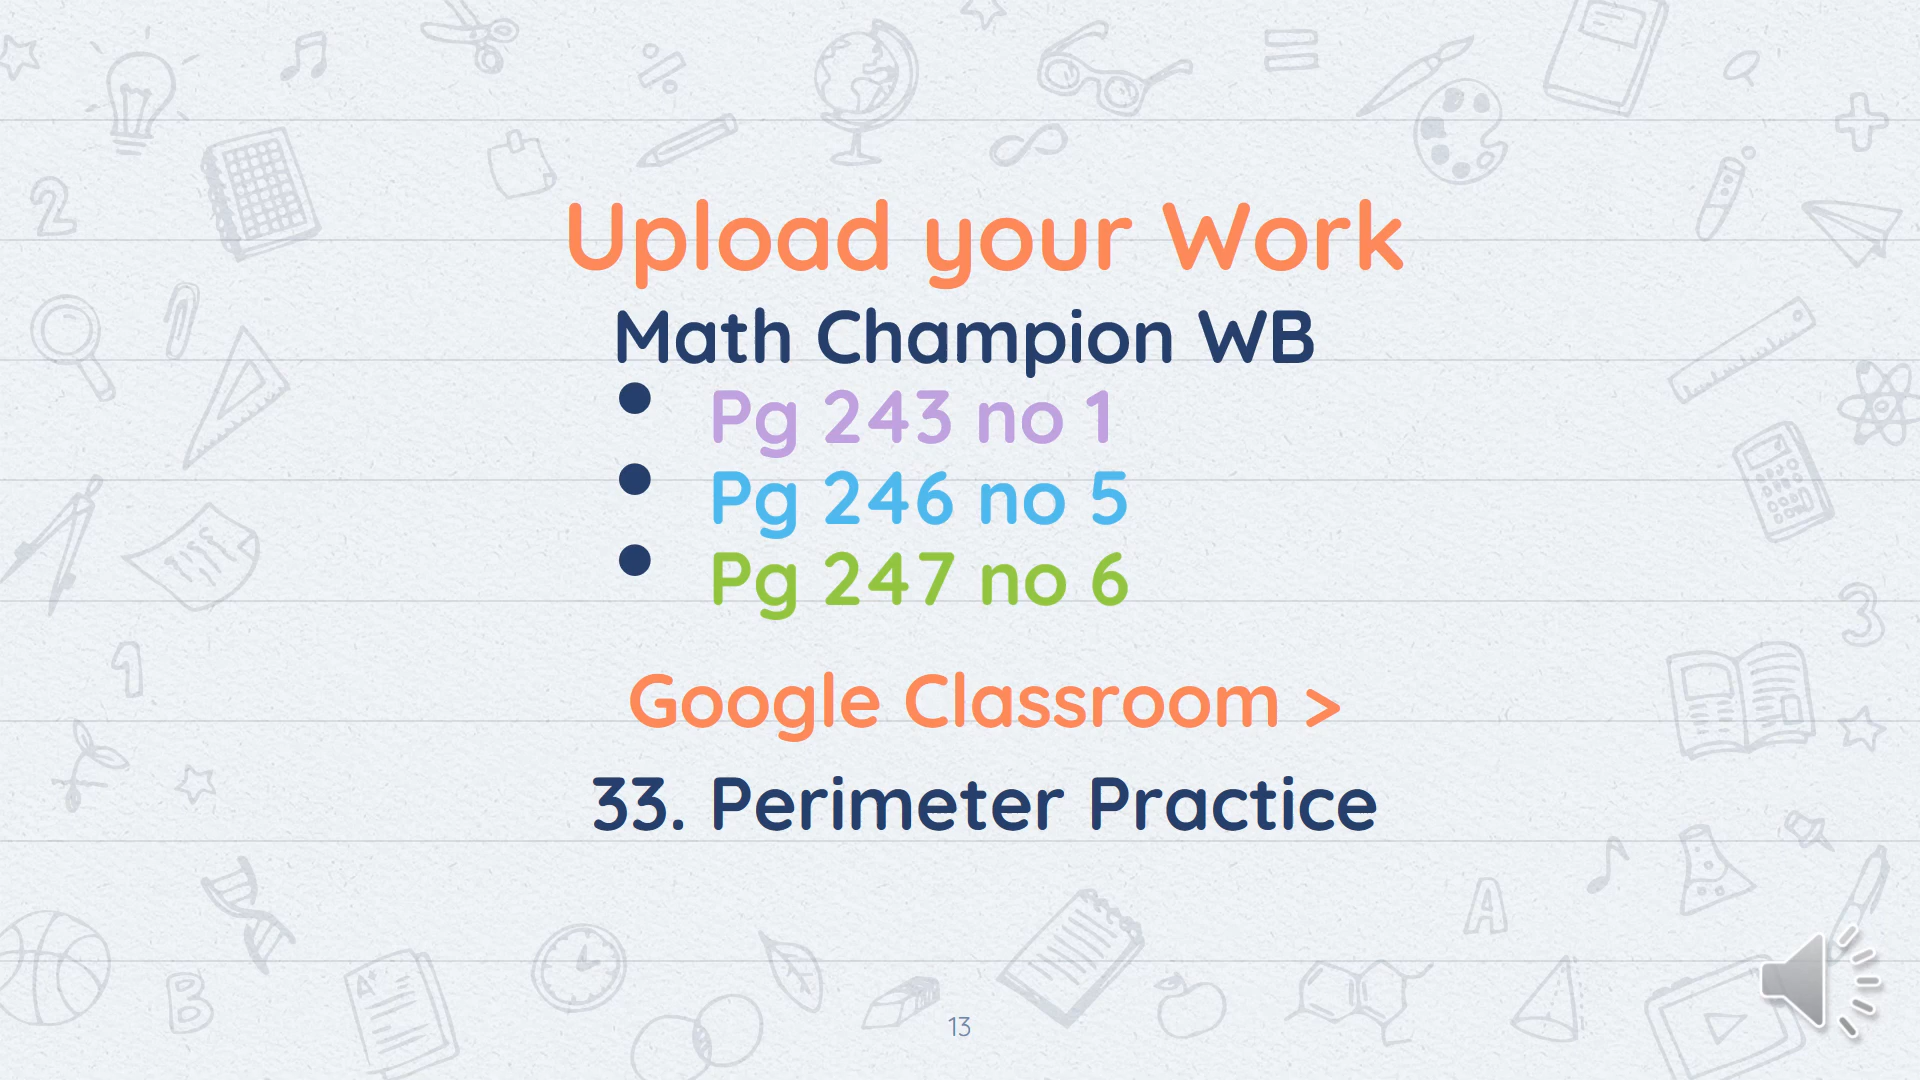 Upload your Work
Math Champion WB
• Pg 243 no 1
• Pg 246 no 5
• Pg 247 no 6
Google Classroom >
33. Perimeter Practice
13